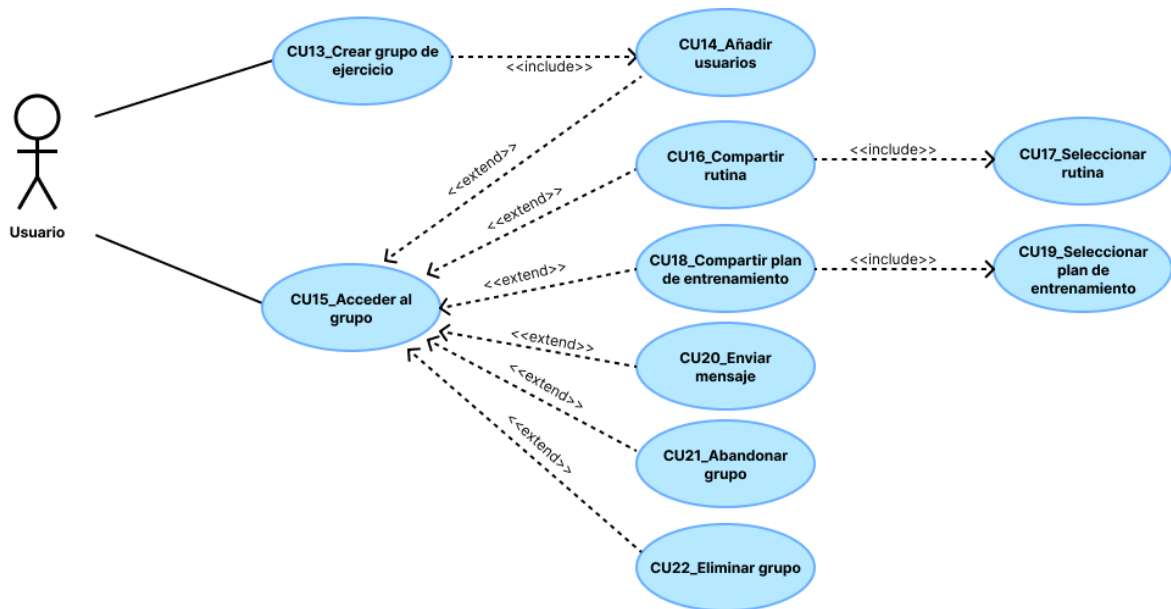 CU13_Crear grupo de
ejercicio
<<include>>
CU14_Añadir
usuarios
<<extend>>
CU16_Compartir
rutina
<<include>>
CU17_Seleccionar
rutina
<<extend>>
Usuario
CU18_Compartir plan
de entrenamiento
<<include>>
CU19_Seleccionar
plan de
entrenamiento
<<extend>>
CU15_Acceder al
grupo
<<extend>>
CU20_Enviar
mensaje
<<extend>>
CU21_Abandonar
grupo
<<extend>>
CU22_Eliminar grupo